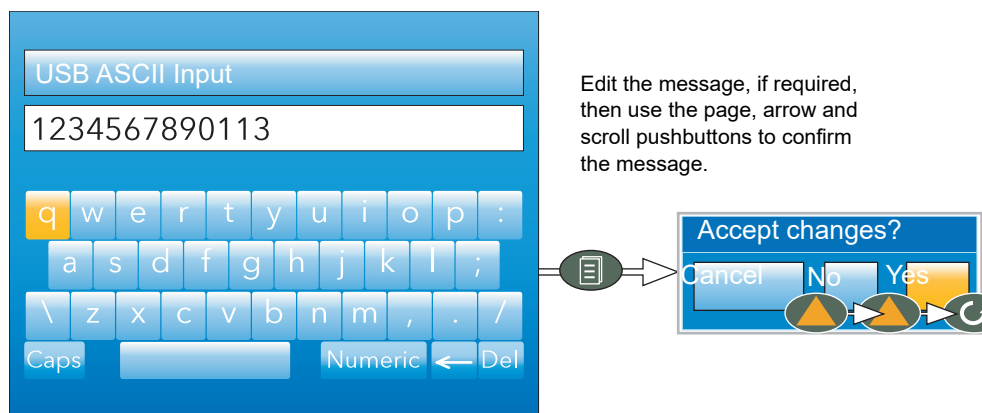 USB ASCII Input
1234567890113
q w e r t y u i o p :
a s d f g h j k l ;
\ z x c v b n m , . /
Caps Numeric ← Del
Edit the message, if required,
then use the page, arrow and
scroll pushbuttons to confirm
the message.
Accept changes?
Cancel No Yes